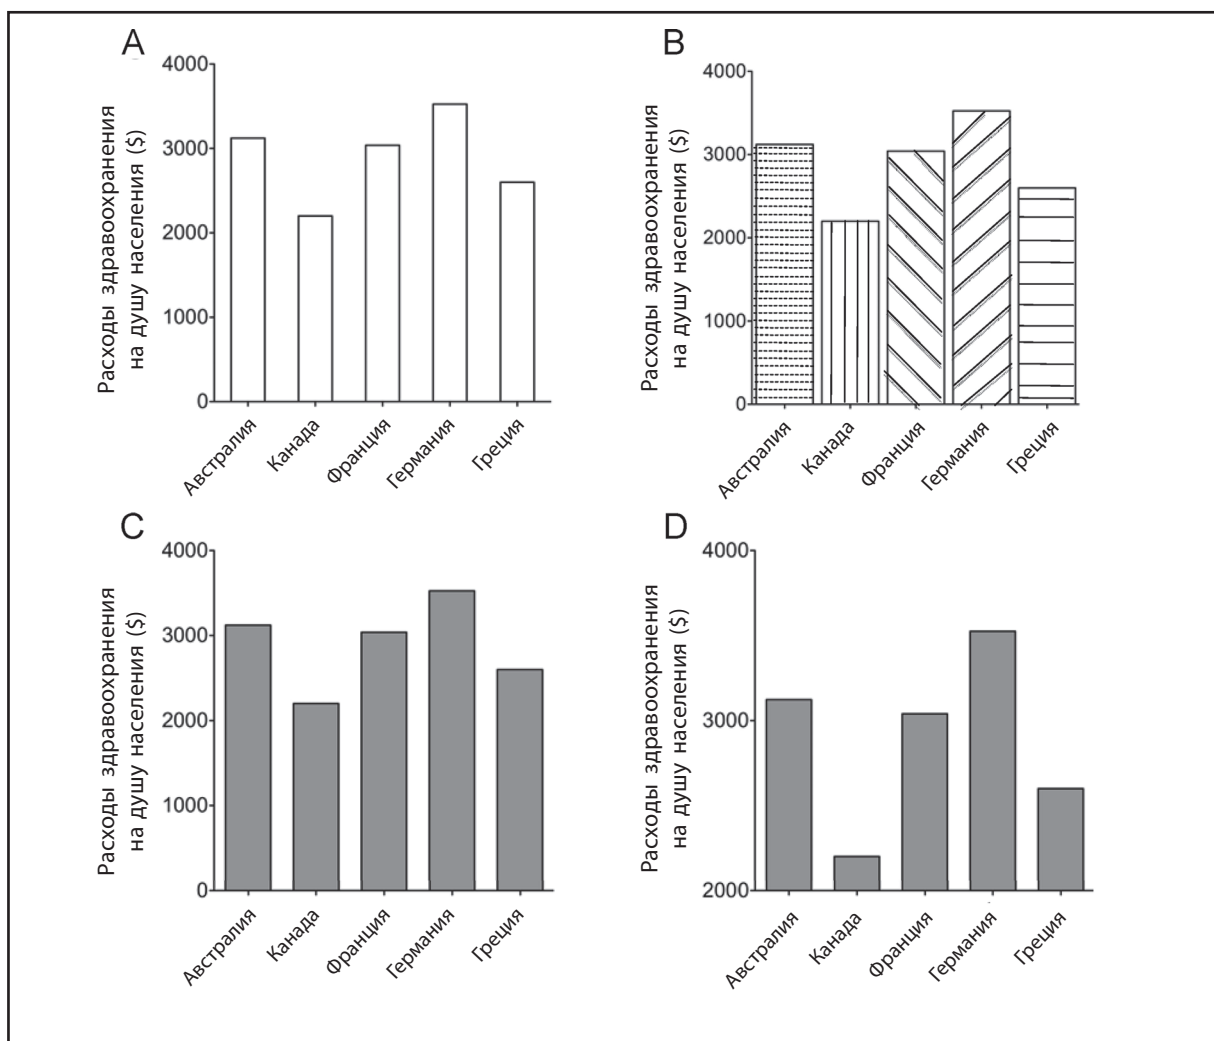 A
4000
3000
2000
1000
0
Расходы здравоохранения
на душу населения ($)
Австралия
Канада
Франция
Германия
Греция
B
4000
3000
2000
1000
0
Расходы здравоохранения
на душу населения ($)
Австралия
Канада
Франция
Германия
Греция
C
4000
3000
2000
1000
0
Расходы здравоохранения
на душу населения ($)
Австралия
Канада
Франция
Германия
Греция
D
4000
3000
2000
Расходы здравоохранения
на душу населения ($)
Австралия
Канада
Франция
Германия
Греция